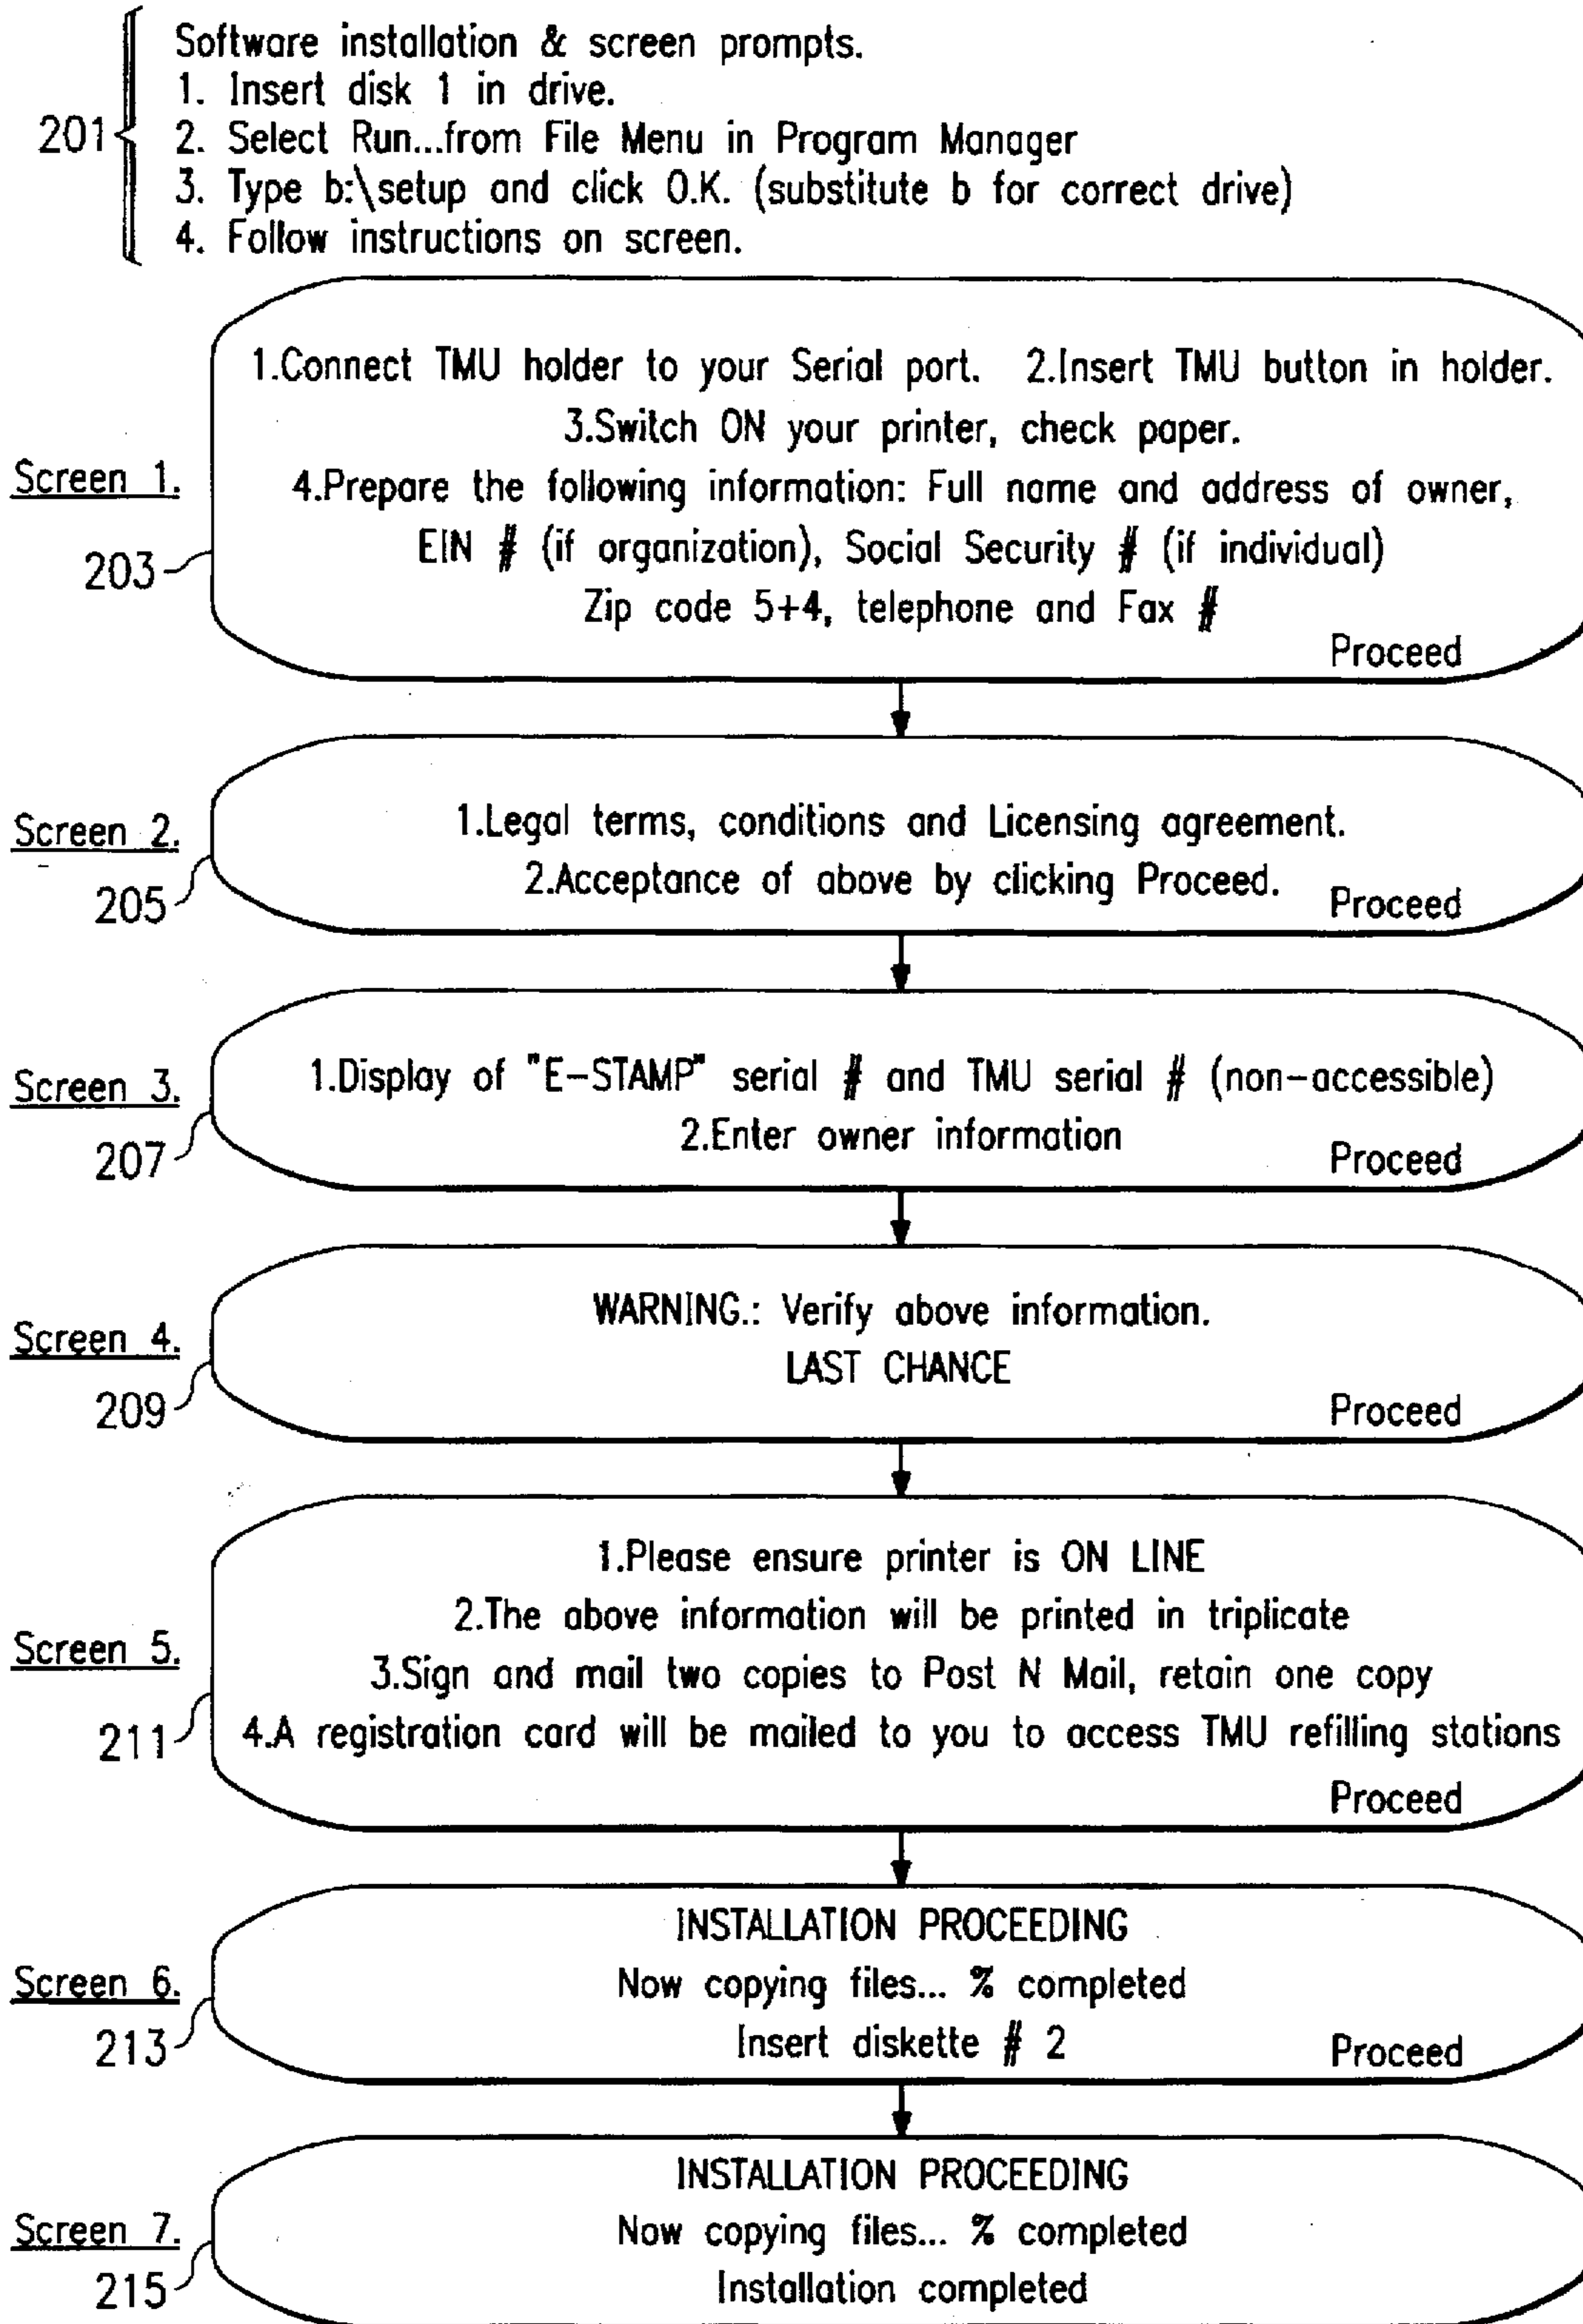 Software installation & screen prompts.
1. Insert disk 1 in drive.
201
2. Select Run...from File Menu in Program Manager
3. Type b:\setup and click O.K. (substitute b for correct drive)
4. Follow instructions on screen.
1.Connect TMU holder to your Serial port. 2.Insert TMU button in holder.
3.Switch ON your printer, check paper.
Screen 1.
4.Prepare the following information: Full name and address of owner,
EIN # (if organization), Social Security # (if individual)
203
Zip code 5+4, telephone and Fax #
Proceed
Screen 2.
1.Legal terms, conditions and Licensing agreement.
2.Acceptance of above by clicking Proceed.
205
Proceed
Screen 3.
1.Display of "E-STAMP" serial # and TMU serial # (non-accessible)
2.Enter owner information
207
Proceed
WARNING.: Verify above information.
Screen 4.
LAST CHANCE
209
Proceed
1.Please ensure printer is ON LINE
2.The above information will be printed in triplicate
Screen 5.
3.Sign and mail two copies to Post N Mail, retain one copy
211
4.A registration card will be mailed to you to access TMU refilling stations
Proceed
INSTALLATION PROCEEDING
Screen 6.
Now copying files... % completed
213
Insert diskette # 2
Proceed
INSTALLATION PROCEEDING
Screen 7.
Now copying files... % completed
215
Installation completed